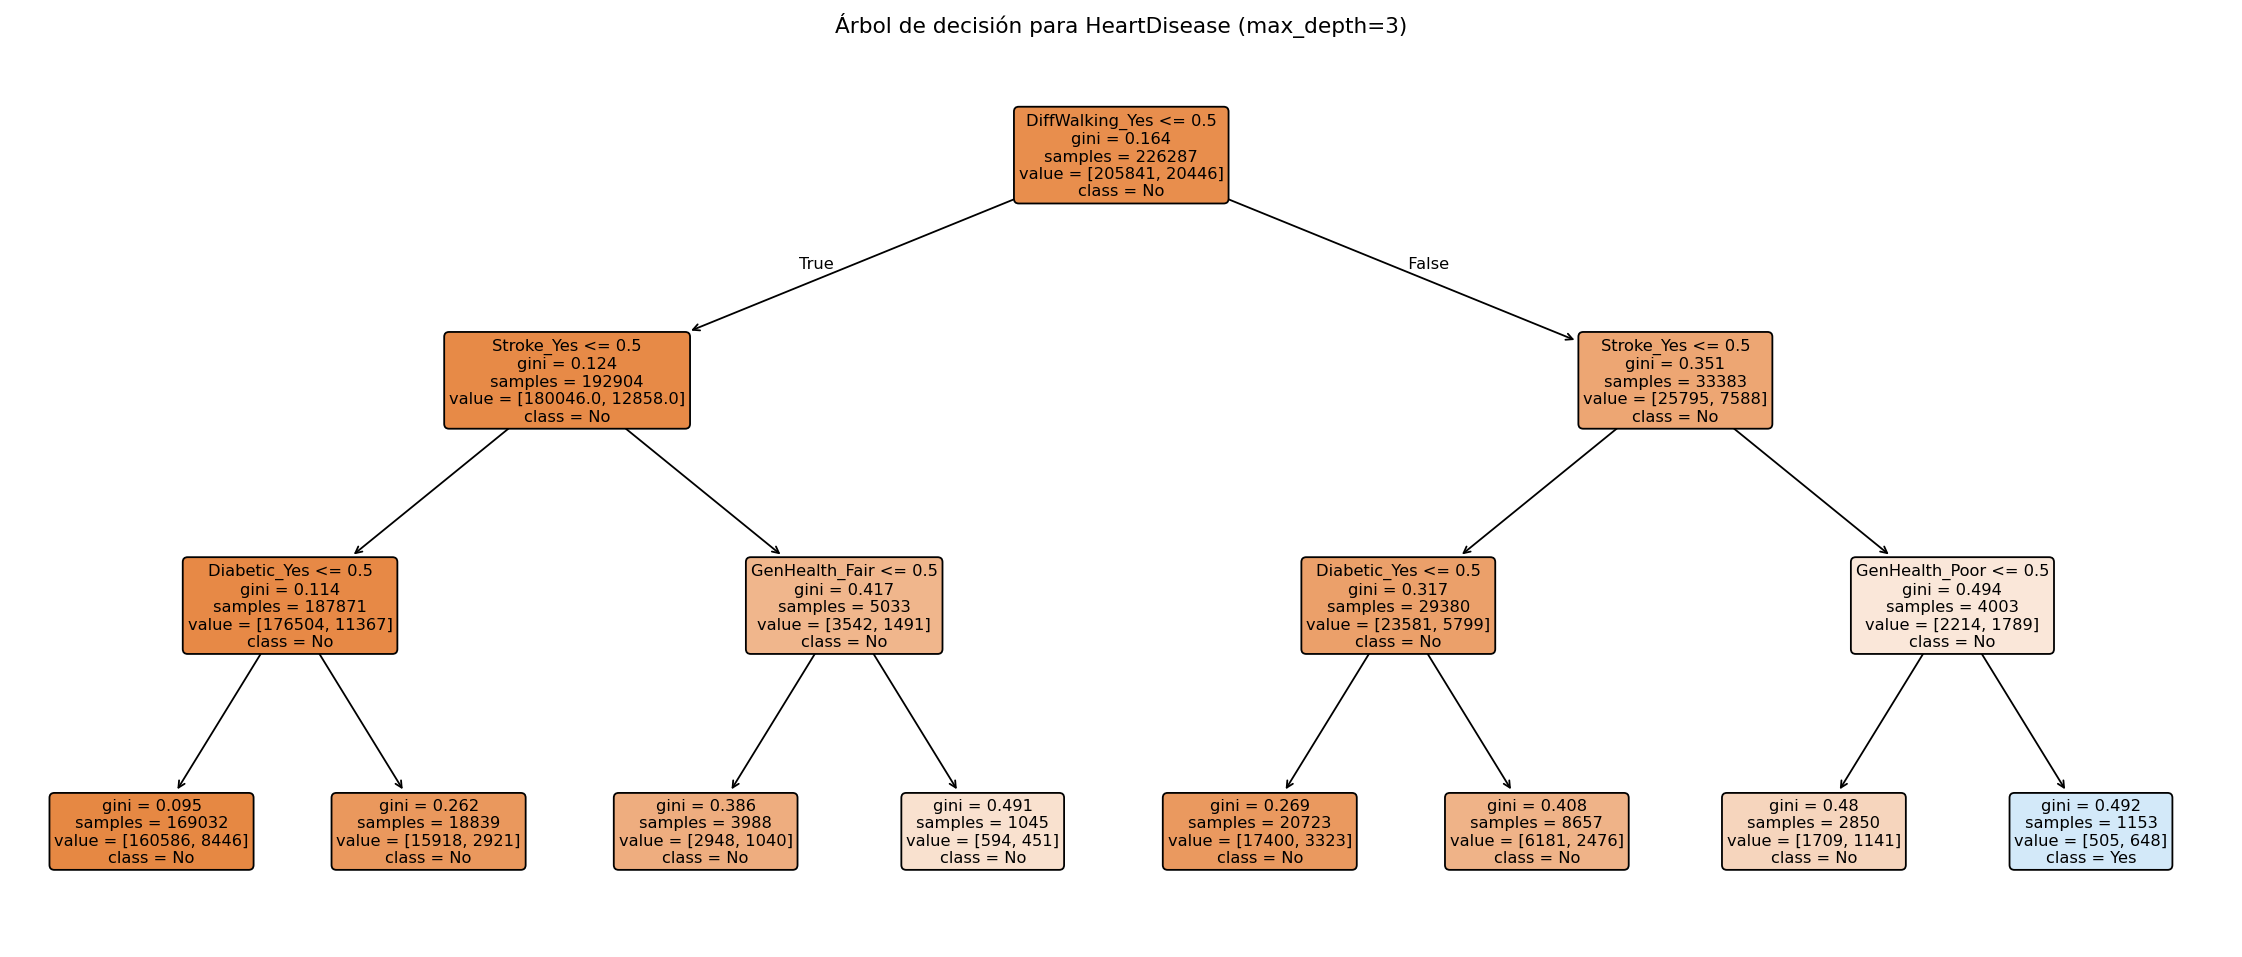 Árbol de decisión para HeartDisease (max_depth=3)
DiffWalking_Yes <= 0.5
gini = 0.164
samples = 226287
value = [205841, 20446]
class = No
True
False
Stroke_Yes <= 0.5
gini = 0.124
samples = 192904
value = [180046.0, 12858.0]
class = No
Stroke_Yes <= 0.5
gini = 0.351
samples = 33383
value = [25795, 7588]
class = No
Diabetic_Yes <= 0.5
gini = 0.114
samples = 187871
value = [176504, 11367]
class = No
GenHealth_Fair <= 0.5
gini = 0.417
samples = 5033
value = [3542, 1491]
class = No
Diabetic_Yes <= 0.5
gini = 0.317
samples = 29380
value = [23581, 5799]
class = No
GenHealth_Poor <= 0.5
gini = 0.494
samples = 4003
value = [2214, 1789]
class = No
gini = 0.095
samples = 169032
value = [160586, 8446]
class = No
gini = 0.262
samples = 18839
value = [15918, 2921]
class = No
gini = 0.386
samples = 3988
value = [2948, 1040]
class = No
gini = 0.491
samples = 1045
value = [594, 451]
class = No
gini = 0.269
samples = 20723
value = [17400, 3323]
class = No
gini = 0.408
samples = 8657
value = [6181, 2476]
class = No
gini = 0.48
samples = 2850
value = [1709, 1141]
class = No
gini = 0.492
samples = 1153
value = [505, 648]
class = Yes